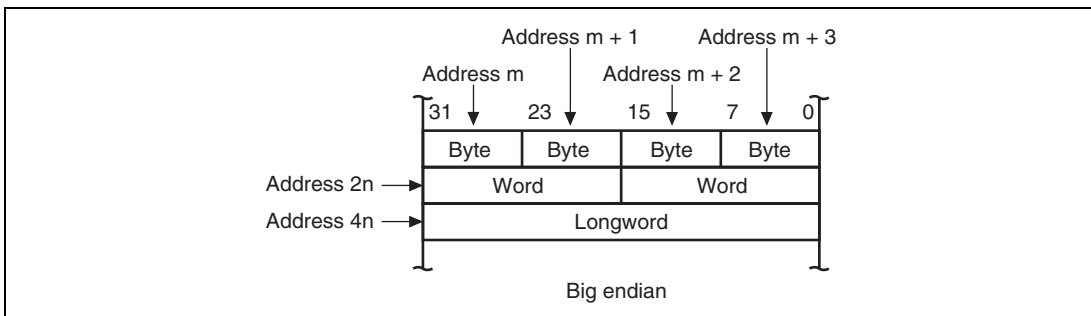 Address m + 1 Address m + 3
Address m Address m + 2
31 23 15 7 0
Byte Byte Byte Byte
Address 2n Word Word
Address 4n Longword
Big endian